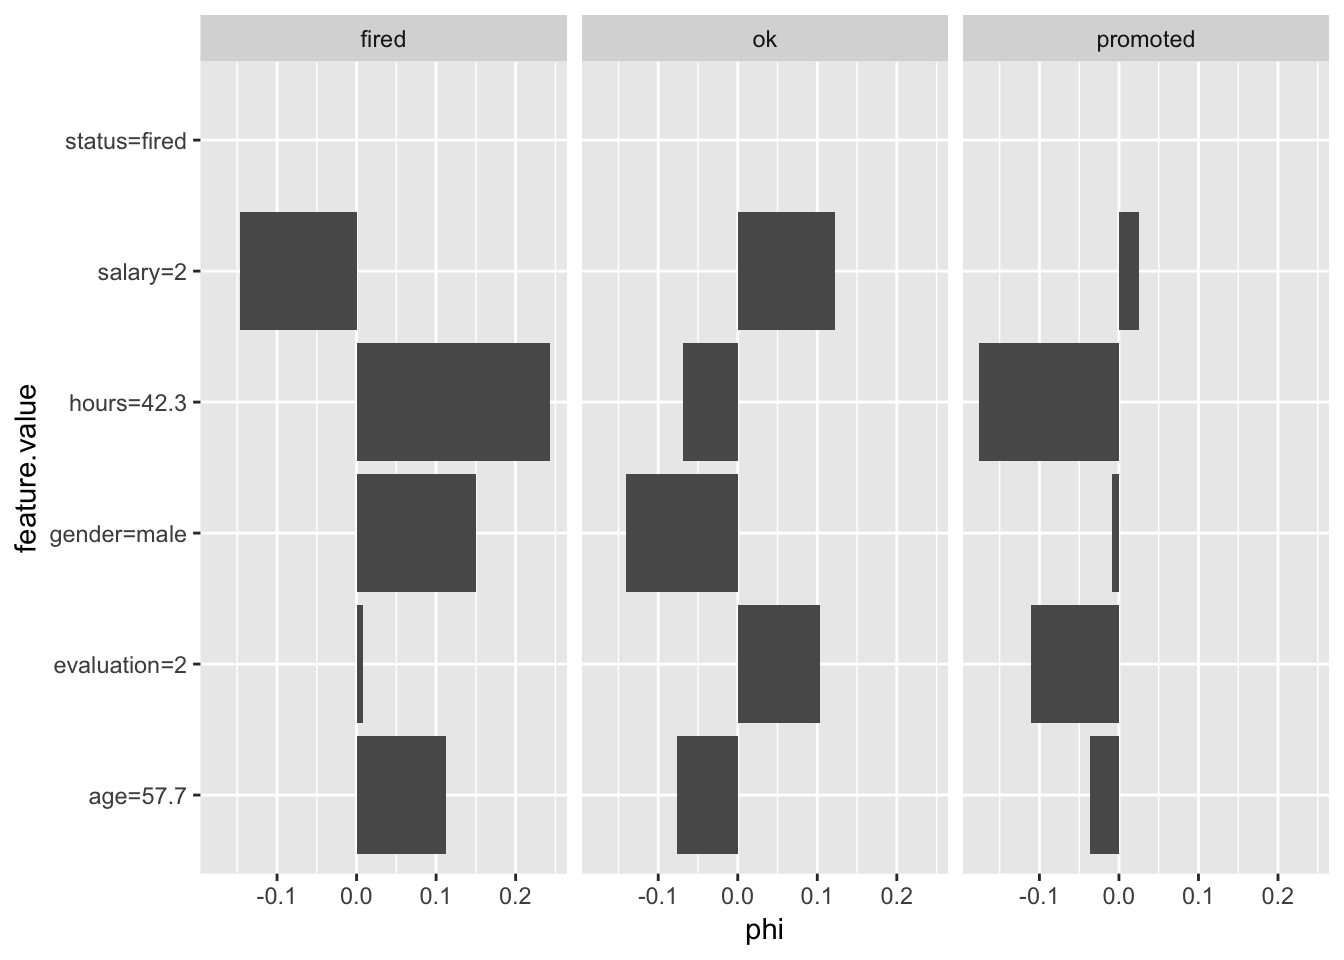 fired
ok
promoted
status=fired
salary=2
hours=42.3
gender=male
evaluation=2
age=57.7
feature.value
-0.1 0.0 0.1 0.2
-0.1 0.0 0.1 0.2
-0.1 0.0 0.1 0.2
phi